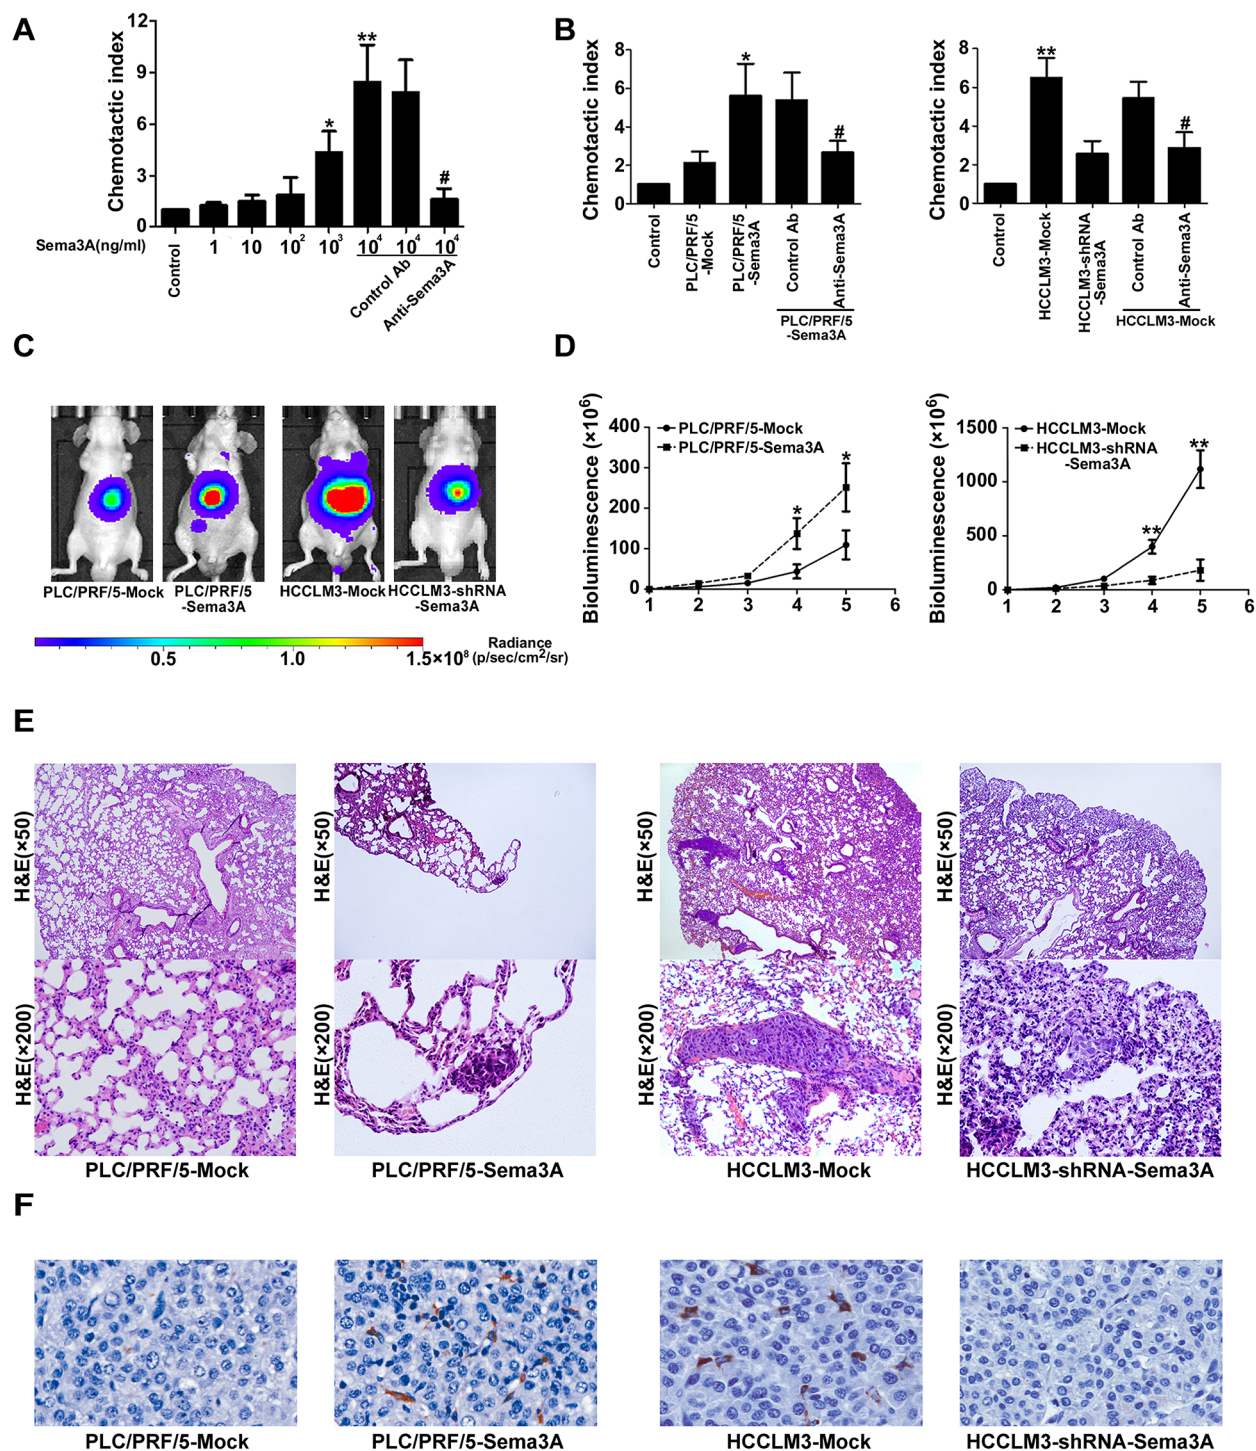 A
Chemotactic index
12
9
6
3
0
**
*
#
Sema3A(ng/ml)
1 10 10² 10³ 10⁴ 10⁴ 10⁴
Control
Control Ab
Anti-Sema3A
B
Chemotactic index
8
6
4
2
0
*
#
Control
PLC/PRF/5
-Mock
PLC/PRF/5
-Sema3A
Control Ab
Anti-Sema3A
PLC/PRF/5
-Sema3A
Chemotactic index
8
6
4
2
0
**
#
Control
HCCLM3-Mock
HCCLM3-shRNA
-Sema3A
Control Ab
Anti-Sema3A
HCCLM3-Mock
C
PLC/PRF/5-Mock
PLC/PRF/5
-Sema3A
HCCLM3-Mock
HCCLM3-shRNA
-Sema3A
0.5 1.0 1.5×10⁸
Radiance
(p/sec/cm²/sr)
D
Bioluminescence (×10⁶)
400
300
200
100
0
PLC/PRF/5-Mock
PLC/PRF/5-Sema3A
* *
1 2 3 4 5 6
Bioluminescence (×10⁶)
1500
1000
500
0
HCCLM3-Mock
HCCLM3-shRNA
-Sema3A
** **
1 2 3 4 5 6
E
H&E(×50) H&E(×50) H&E(×50) H&E(×50)
H&E(×200) H&E(×200) H&E(×200) H&E(×200)
PLC/PRF/5-Mock PLC/PRF/5-Sema3A HCCLM3-Mock HCCLM3-shRNA-Sema3A
F
PLC/PRF/5-Mock PLC/PRF/5-Sema3A HCCLM3-Mock HCCLM3-shRNA-Sema3A